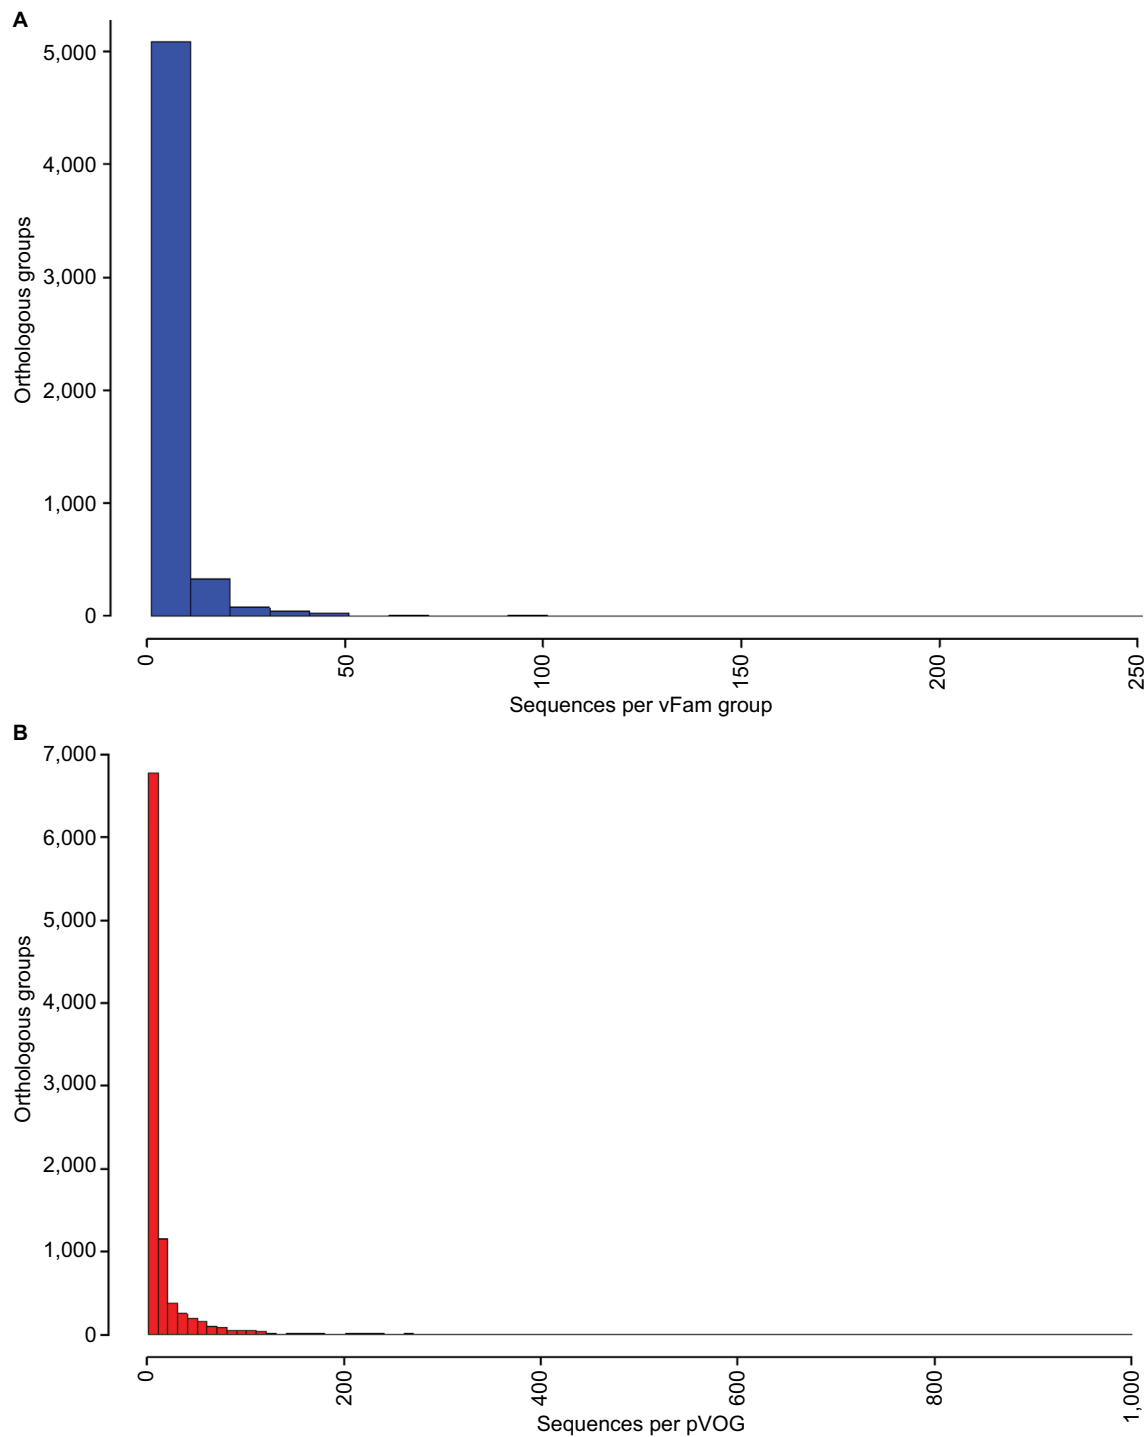 A
5,000
4,000
3,000
2,000
1,000
0
Orthologous groups
0 50 100 150 200 250
Sequences per vFam group
B
7,000
6,000
5,000
4,000
3,000
2,000
1,000
0
Orthologous groups
0 200 400 600 800 1,000
Sequences per pVOG